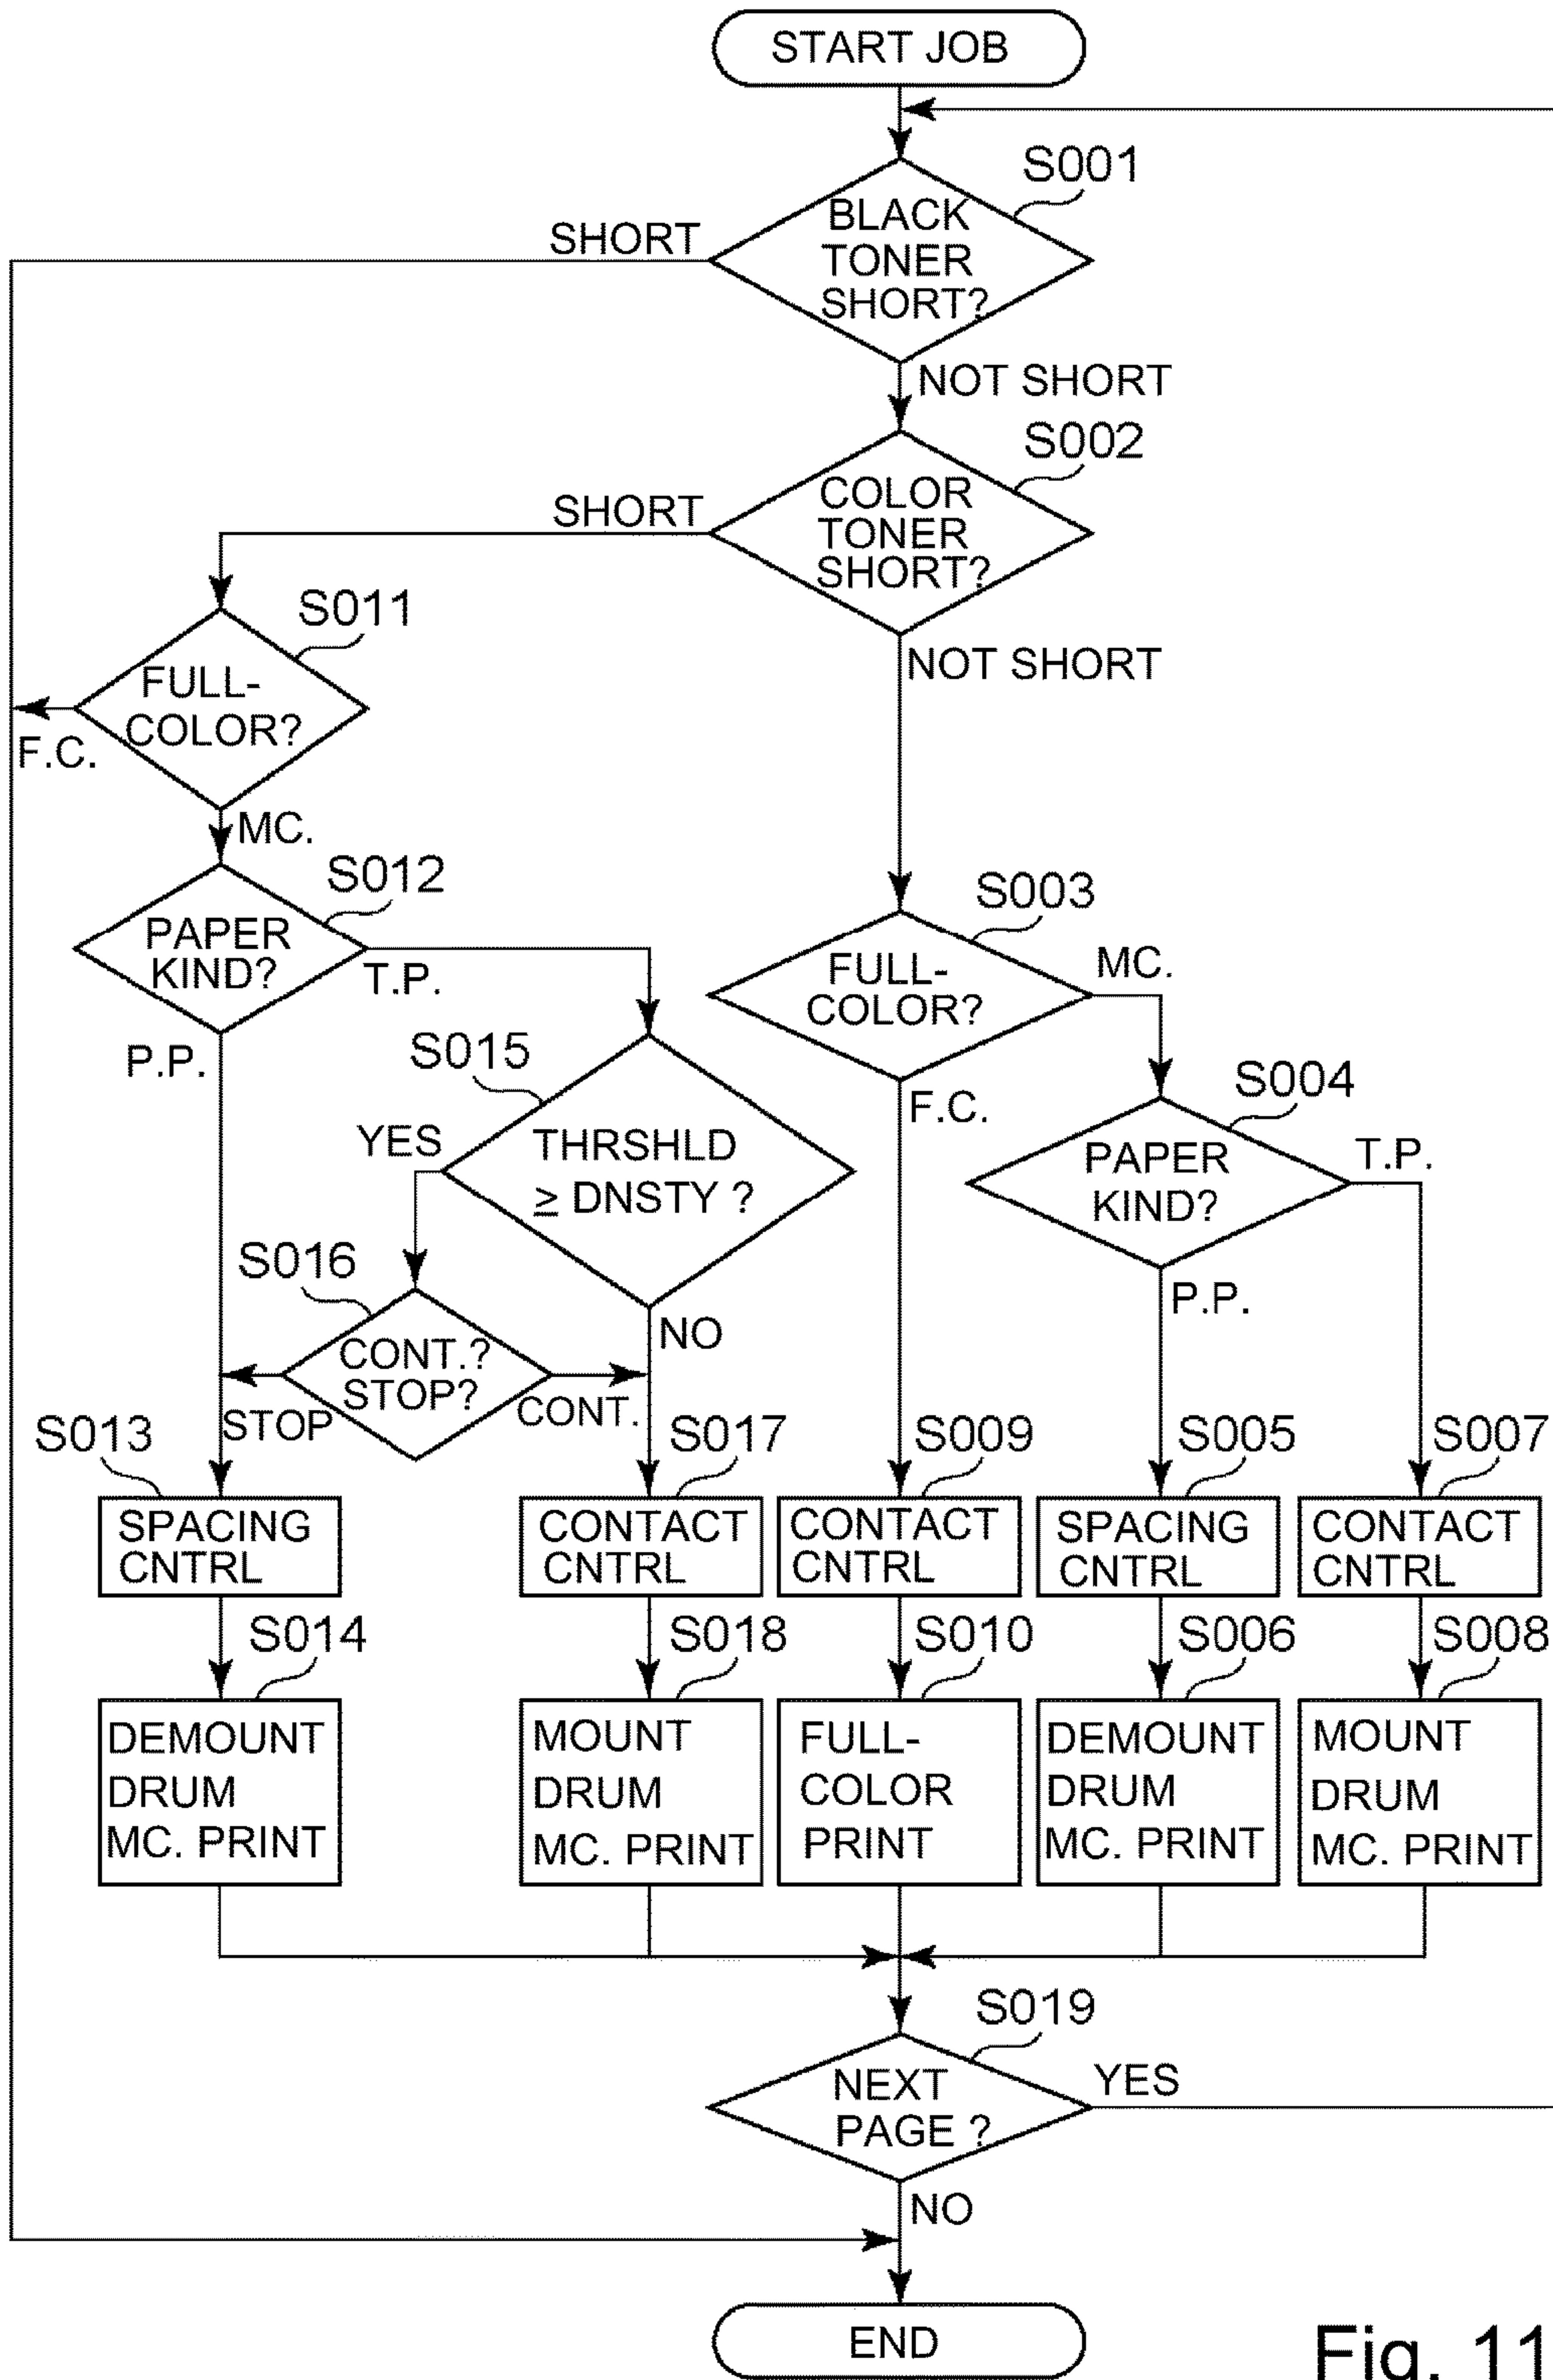 START JOB
S001
BLACK
TONER
SHORT?
SHORT
NOT SHORT
S002
COLOR
TONER
SHORT?
SHORT
NOT SHORT
S011
FULL-
COLOR?
F.C.
MC.
S012
PAPER
KIND?
T.P.
P.P.
S003
FULL-
COLOR?
MC.
F.C.
S015
YES
THRSHLD
≥ DNSTY ?
NO
S004
PAPER
KIND?
T.P.
P.P.
S016
CONT.?
STOP?
STOP
CONT.
S013
SPACING
CNTRL
S017
CONTACT
CNTRL
S009
CONTACT
CNTRL
S005
SPACING
CNTRL
S007
CONTACT
CNTRL
S014
DEMOUNT
DRUM
MC. PRINT
S018
MOUNT
DRUM
MC. PRINT
S010
FULL-
COLOR
PRINT
S006
DEMOUNT
DRUM
MC. PRINT
S008
MOUNT
DRUM
MC. PRINT
S019
NEXT
PAGE ?
YES
NO
END
Fig. 11